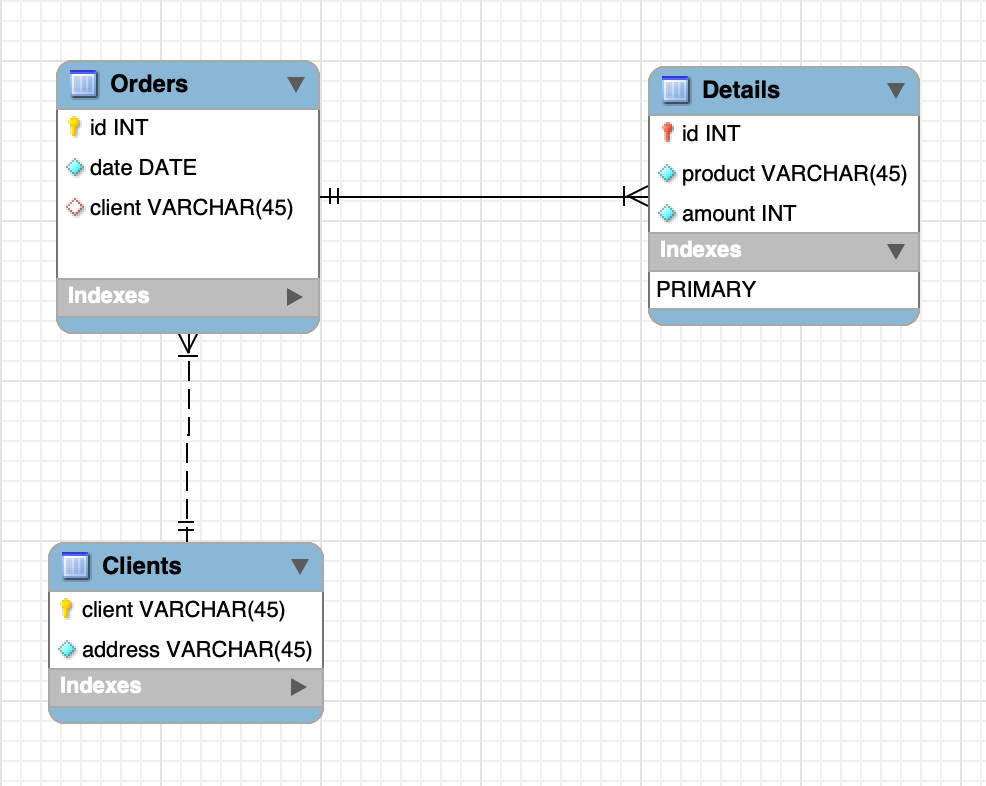 Orders
id INT
date DATE
client VARCHAR(45)
Indexes
Details
id INT
product VARCHAR(45)
amount INT
Indexes
PRIMARY
Clients
client VARCHAR(45)
address VARCHAR(45)
Indexes